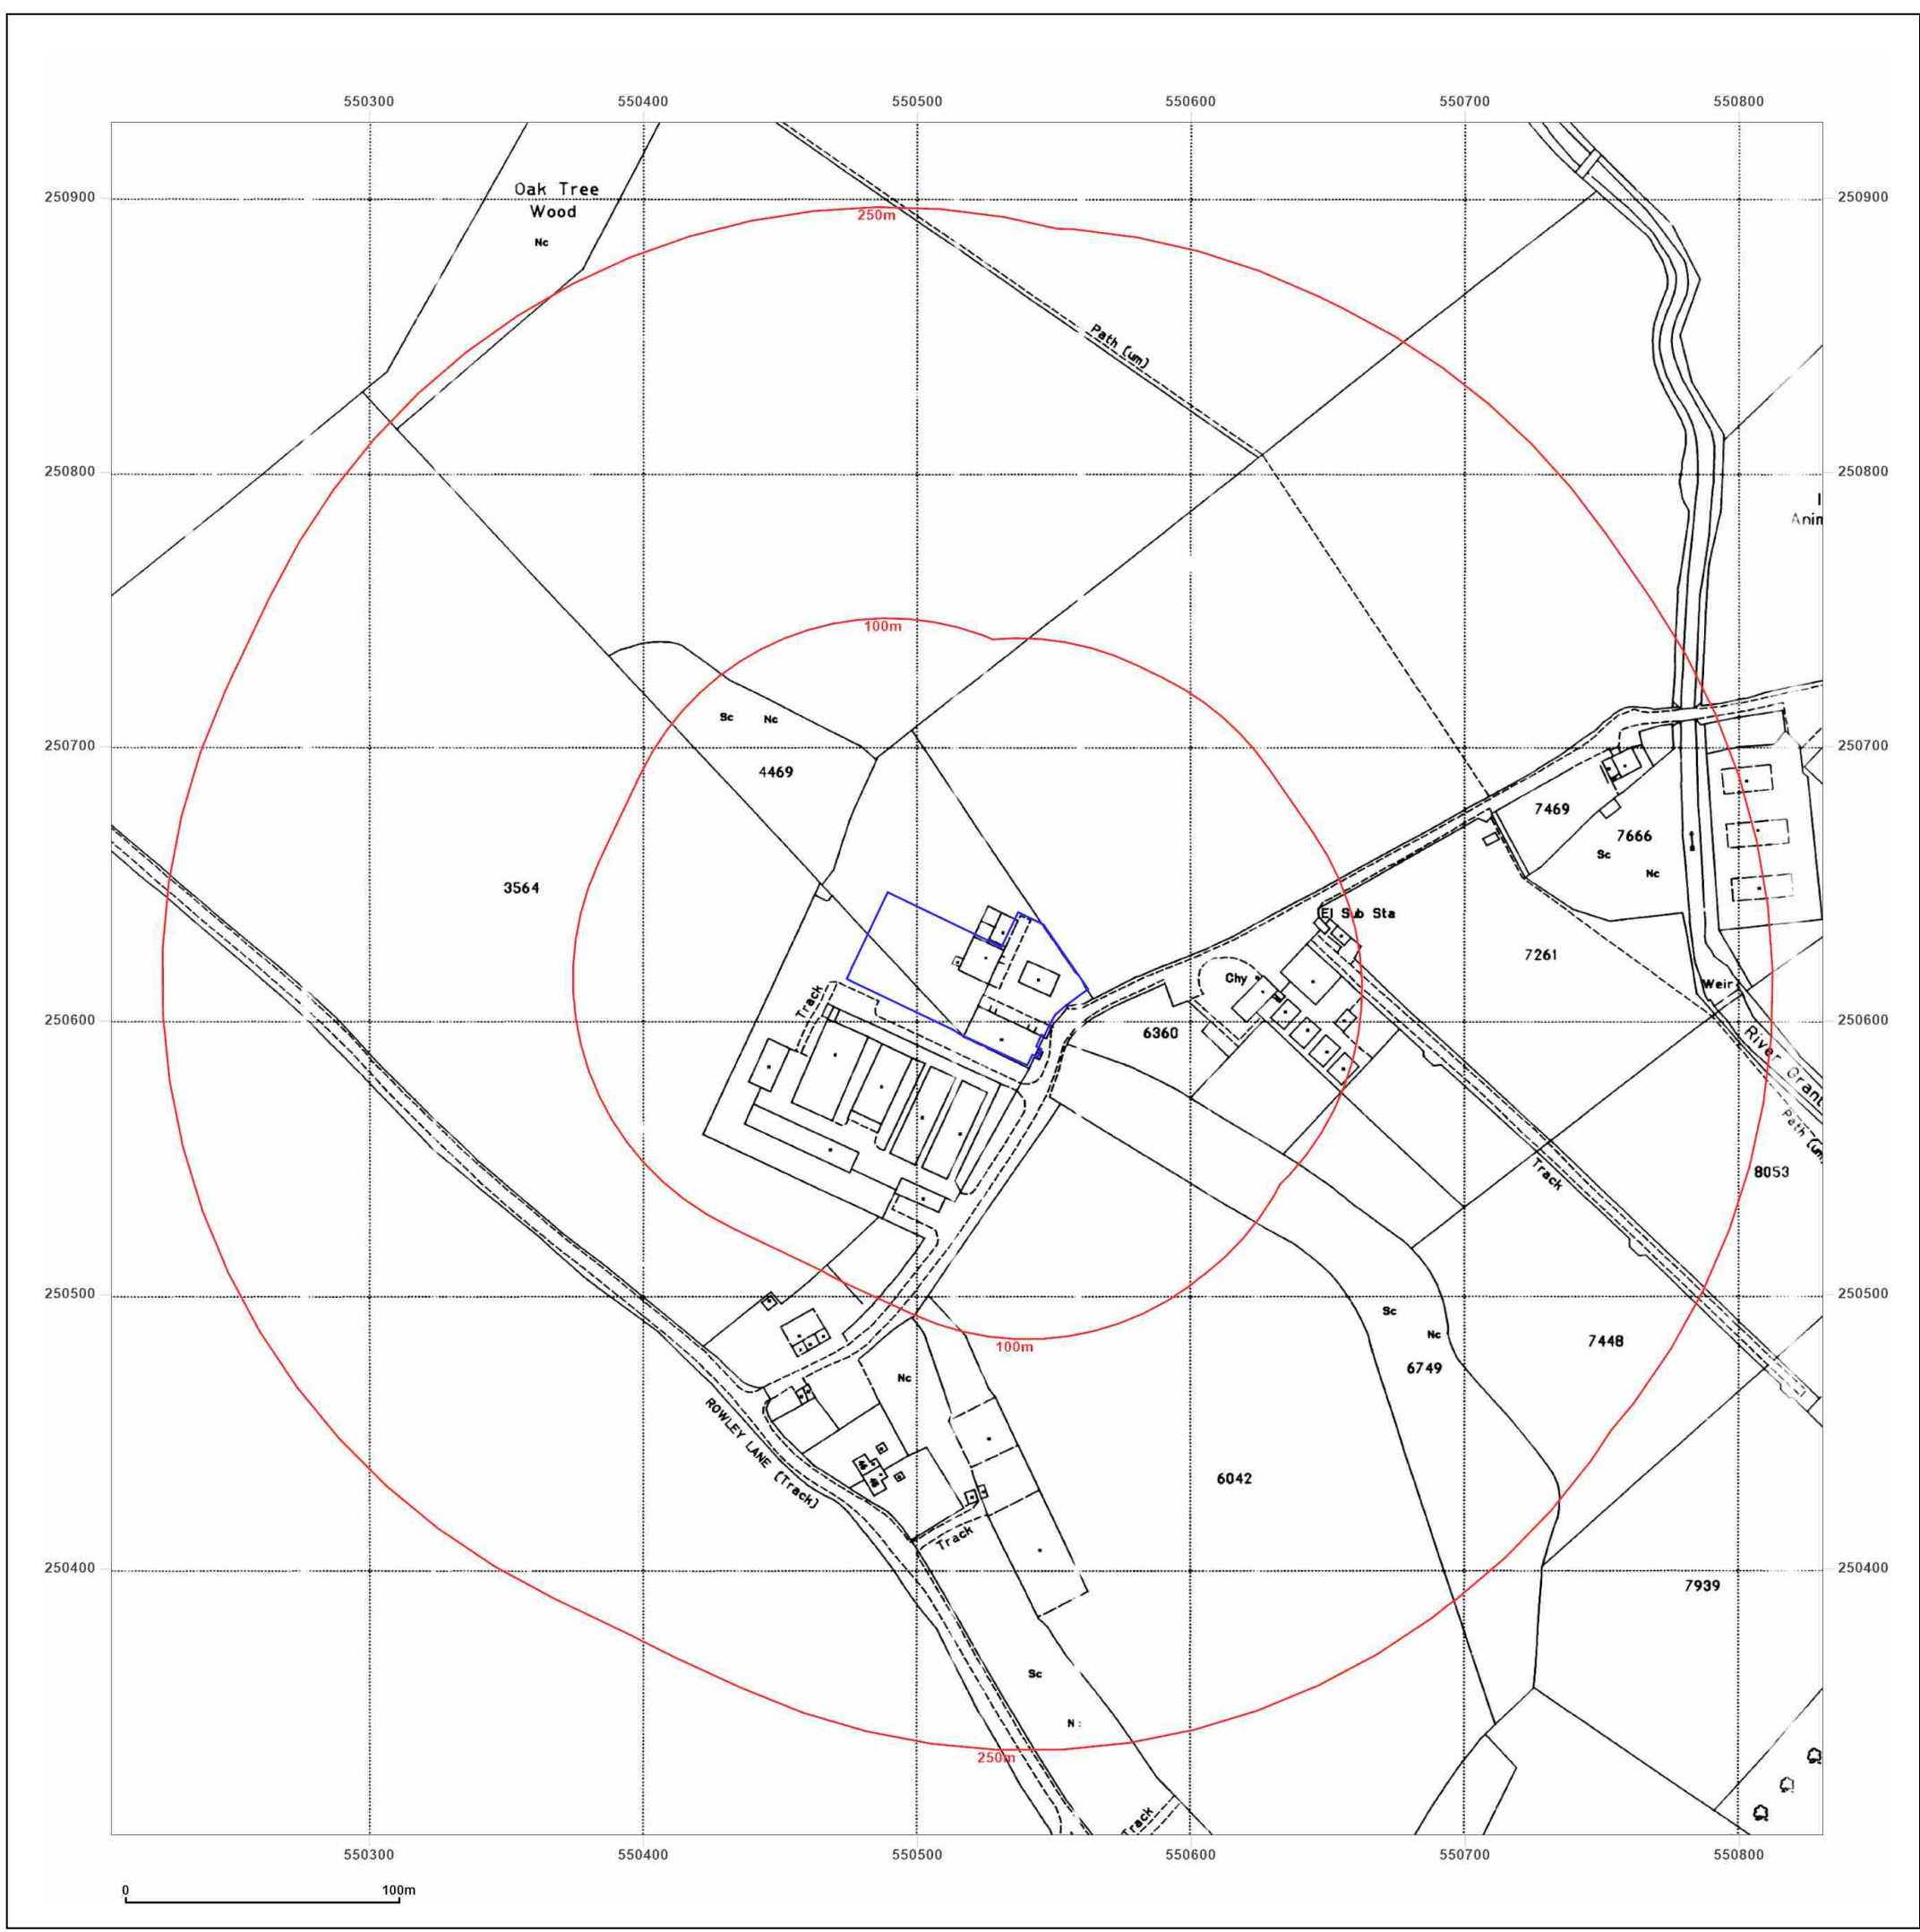 550300 550400 550500 550600 550700 550800
250900 250900
Oak Tree
Wood
Nc
250m
Path (um)
250800 250800
Anim
100m
Sc Nc
250700 250700
4469
7469
7666
Sc
Nc
3564
El Sub Sta
7261
Chy
Weir
Track
250600 250600
6360
River Grant
Path (um
8053
Track
250500 250500
Sc
Nc
7448
100m
6749
Nc
ROWLEY LANE (Track)
46
48
6042
Track
250400 250400
7939
Sc
N
250m
Track
550300 550400 550500 550600 550700 550800
0 100m